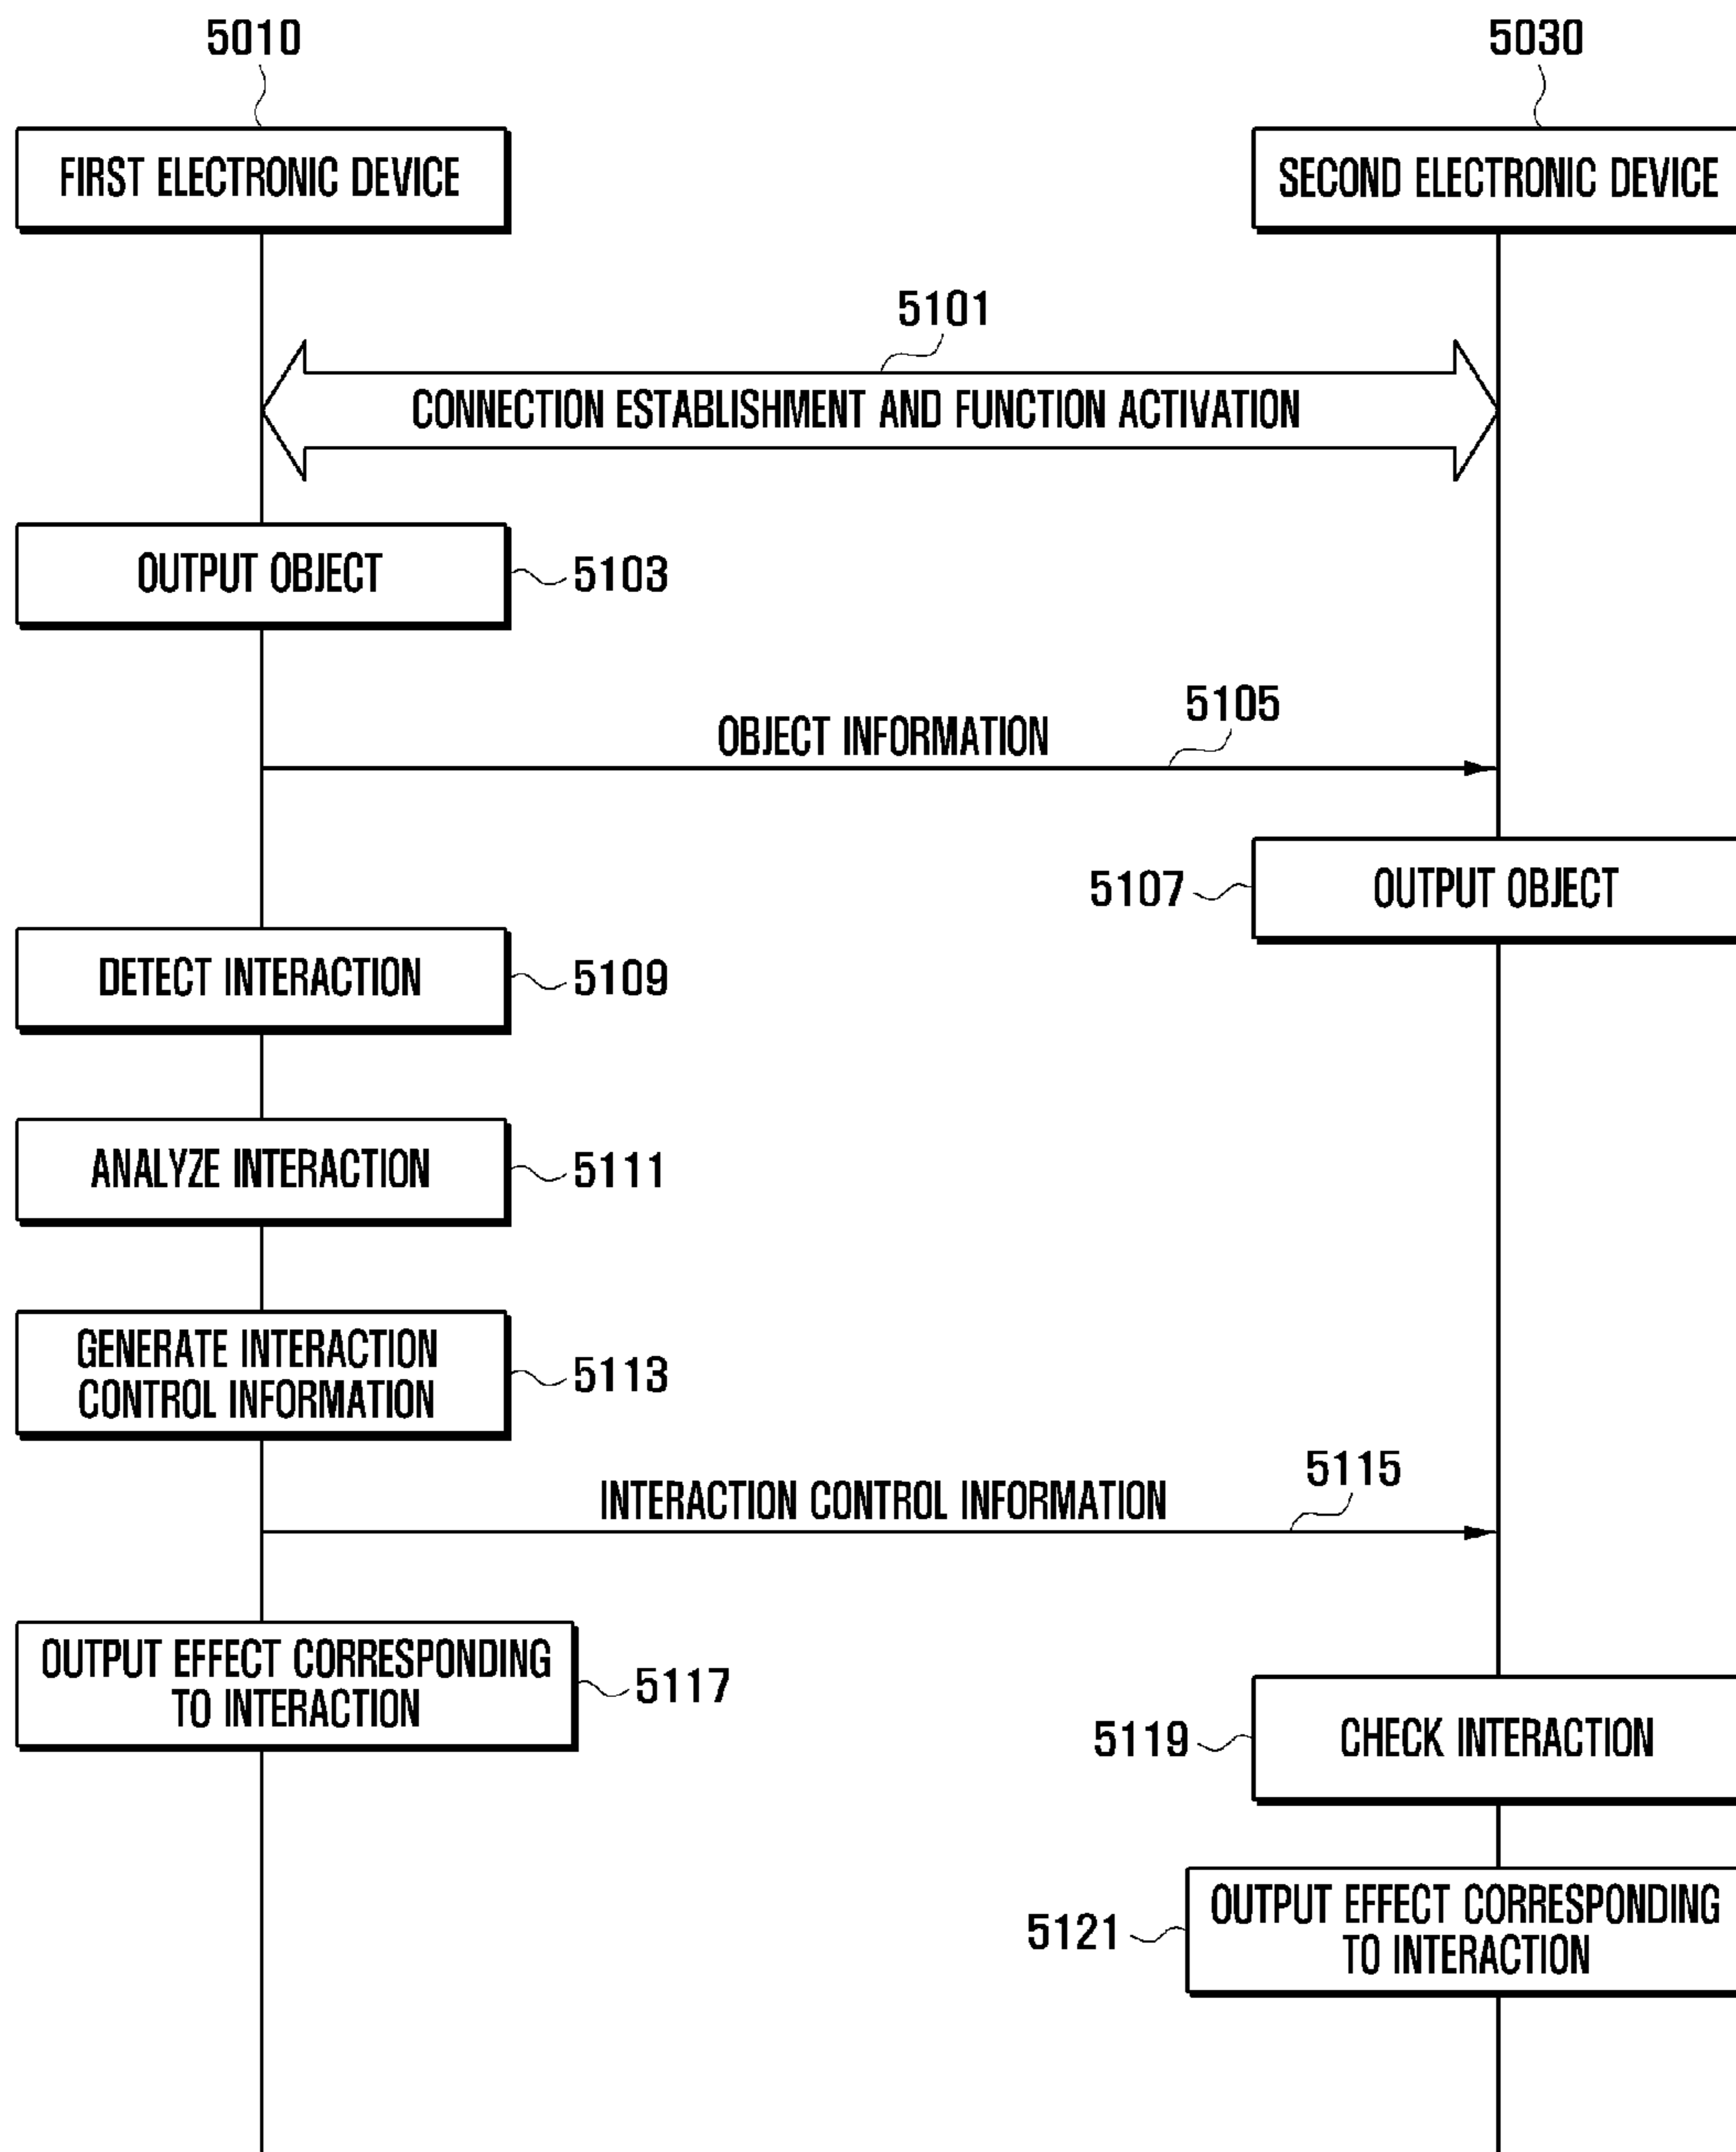 5010
5030
FIRST ELECTRONIC DEVICE
SECOND ELECTRONIC DEVICE
5101
CONNECTION ESTABLISHMENT AND FUNCTION ACTIVATION
OUTPUT OBJECT
5103
5105
OBJECT INFORMATION
5107
OUTPUT OBJECT
DETECT INTERACTION
5109
ANALYZE INTERACTION
5111
GENERATE INTERACTION
CONTROL INFORMATION
5113
5115
INTERACTION CONTROL INFORMATION
OUTPUT EFFECT CORRESPONDING
TO INTERACTION
5117
5119
CHECK INTERACTION
5121
OUTPUT EFFECT CORRESPONDING
TO INTERACTION